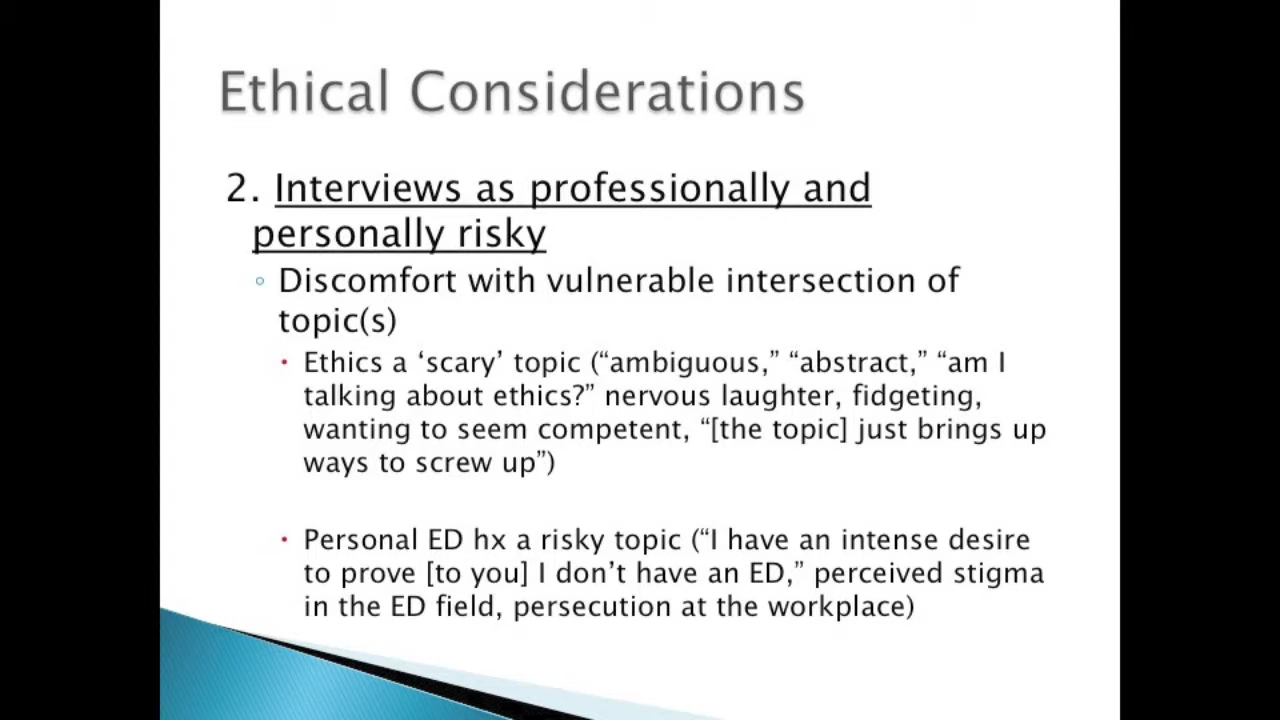 Ethical Considerations
2. Interviews as professionally and
personally risky
◦ Discomfort with vulnerable intersection of
topic(s)
• Ethics a ‘scary’ topic (“ambiguous,” “abstract,” “am I
talking about ethics?” nervous laughter, fidgeting,
wanting to seem competent, “[the topic] just brings up
ways to screw up”)
• Personal ED hx a risky topic (“I have an intense desire
to prove [to you] I don’t have an ED,” perceived stigma
in the ED field, persecution at the workplace)